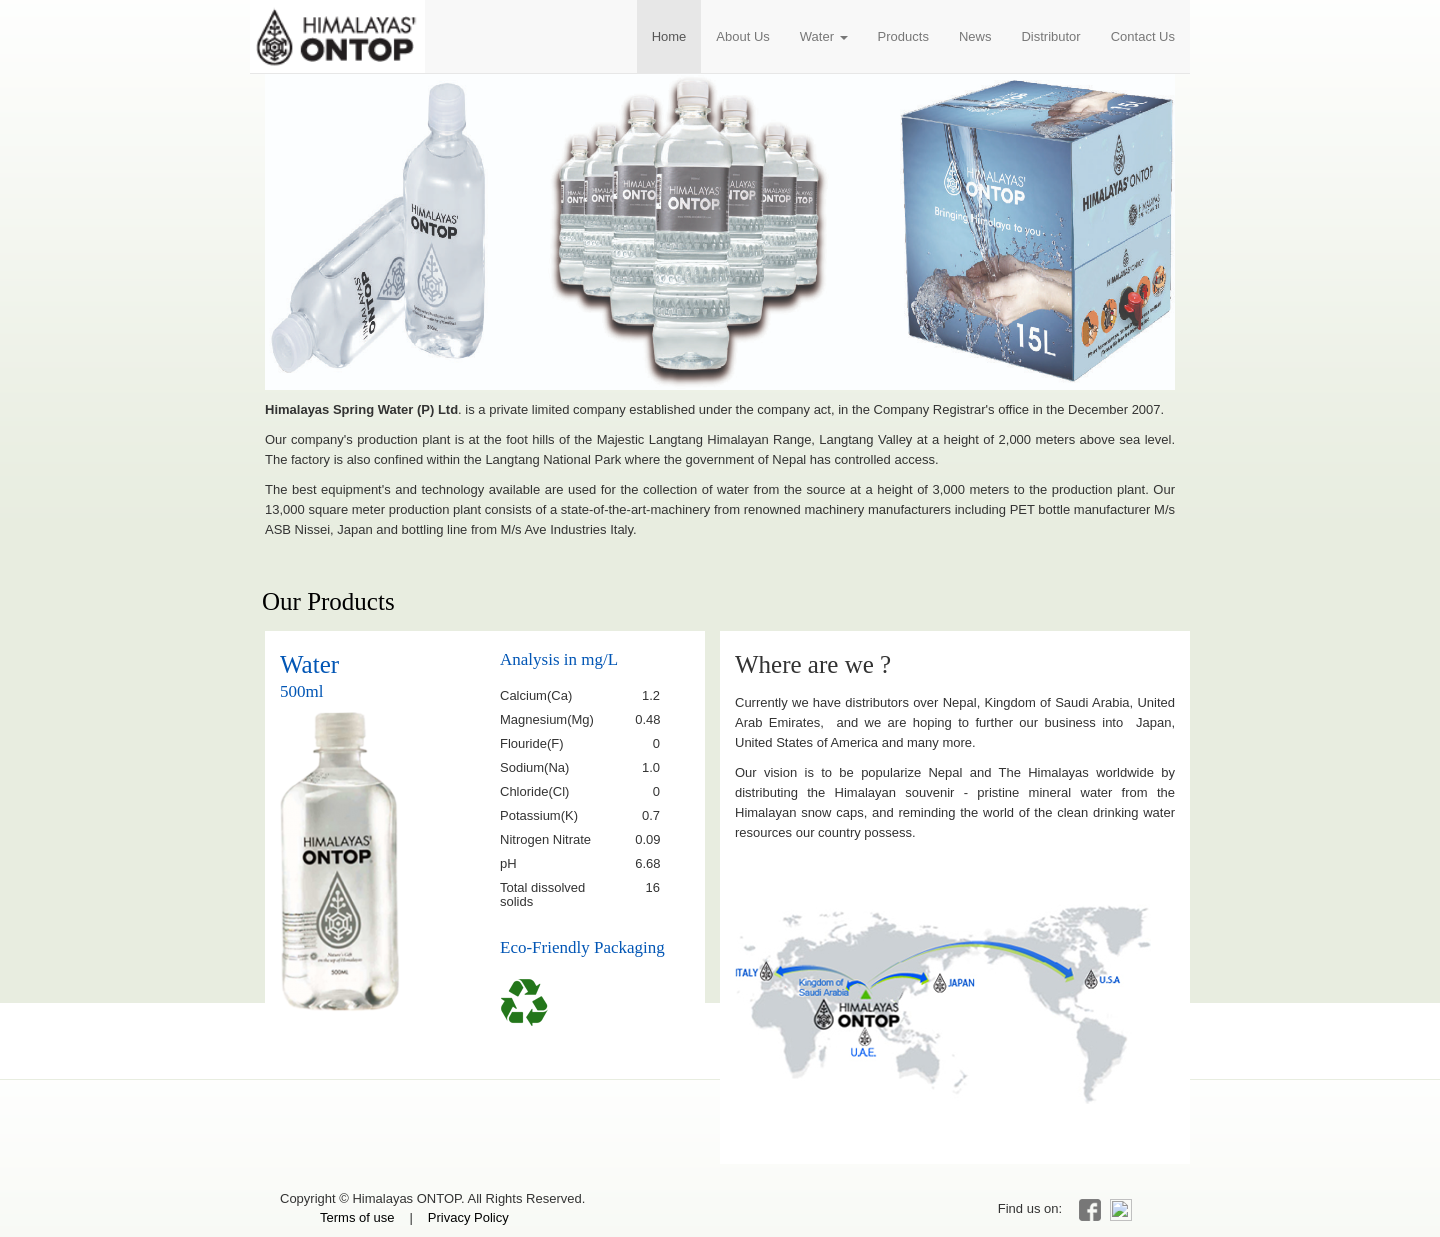 HIMALAYAS'
ONTOP
Home
About Us
Water
Products
News
Distributor
Contact Us
HIMALAYAS'
ONTOP
HIMALAYAS'
ONTOP
HIMALAYAS'
ONTOP
15L
HIMALAYAS'
ONTOP
Bringing Himalaya to you
HIMALAYAS' ONTOP
15L
Himalayas Spring Water (P) Ltd. is a private limited company established under the company act, in the Company Registrar's office in the December 2007.
Our company's production plant is at the foot hills of the Majestic Langtang Himalayan Range, Langtang Valley at a height of 2,000 meters above sea level.
The factory is also confined within the Langtang National Park where the government of Nepal has controlled access.
The best equipment's and technology available are used for the collection of water from the source at a height of 3,000 meters to the production plant. Our
13,000 square meter production plant consists of a state-of-the-art-machinery from renowned machinery manufacturers including PET bottle manufacturer M/s
ASB Nissei, Japan and bottling line from M/s Ave Industries Italy.
Our Products
Water
500ml
HIMALAYAS'
ONTOP
500ML
Analysis in mg/L
Calcium(Ca) 1.2
Magnesium(Mg) 0.48
Flouride(F) 0
Sodium(Na) 1.0
Chloride(Cl) 0
Potassium(K) 0.7
Nitrogen Nitrate 0.09
pH 6.68
Total dissolved 16
solids
Eco-Friendly Packaging
Where are we ?
Currently we have distributors over Nepal, Kingdom of Saudi Arabia, United
Arab Emirates, and we are hoping to further our business into Japan,
United States of America and many more.
Our vision is to be popularize Nepal and The Himalayas worldwide by
distributing the Himalayan souvenir - pristine mineral water from the
Himalayan snow caps, and reminding the world of the clean drinking water
resources our country possess.
ITALY
Kingdom of
Saudi Arabia
JAPAN
U.S.A
HIMALAYAS
ONTOP
U.A.E.
Copyright © Himalayas ONTOP. All Rights Reserved.
Terms of use | Privacy Policy
Find us on: